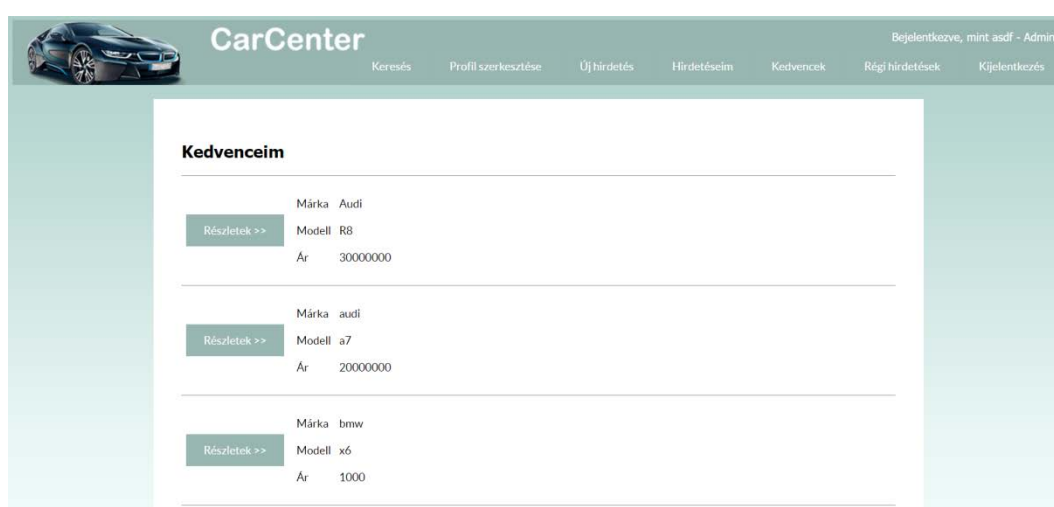 CarCenter
Bejelentkezve, mint asdf - Admin
Keresés Profil szerkesztése Új hirdetés Hirdetéseim Kedvencek Régi hirdetések Kijelentkezés
Kedvenceim
Márka Audi
Részletek >> Modell R8
Ár 30000000
Márka audi
Részletek >> Modell a7
Ár 20000000
Márka bmw
Részletek >> Modell x6
Ár 1000